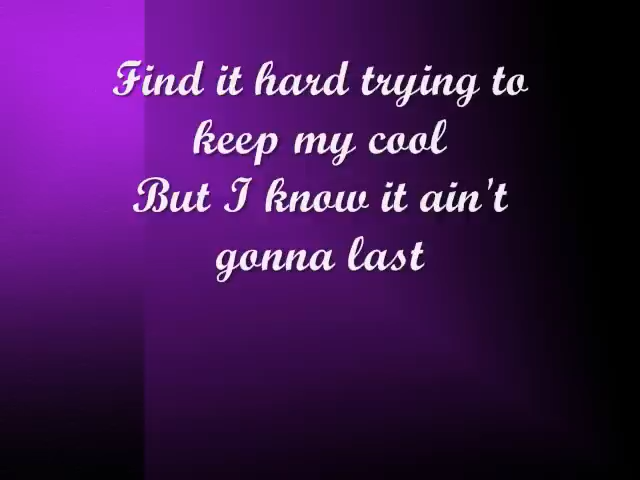 Find it hard trying to
keep my cool
But I know it ain't
gonna last